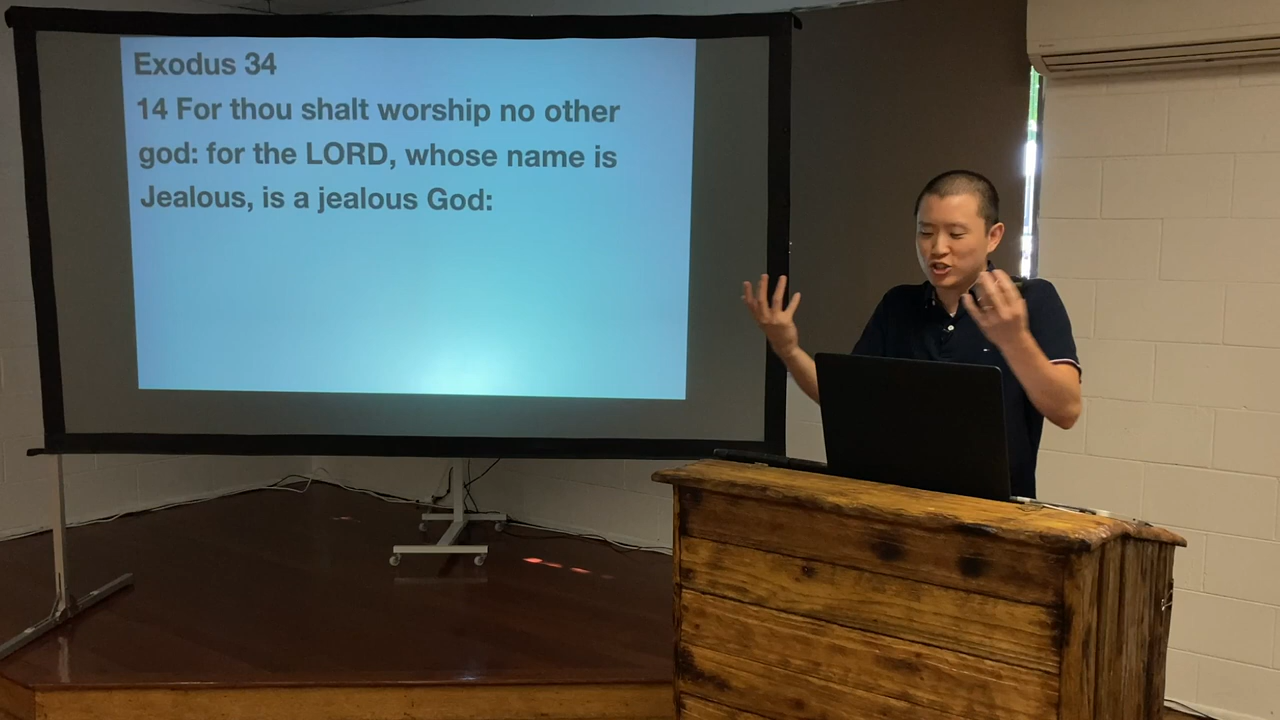 Exodus 34
14 For thou shalt worship no other
god: for the LORD, whose name is
Jealous, is a jealous God: